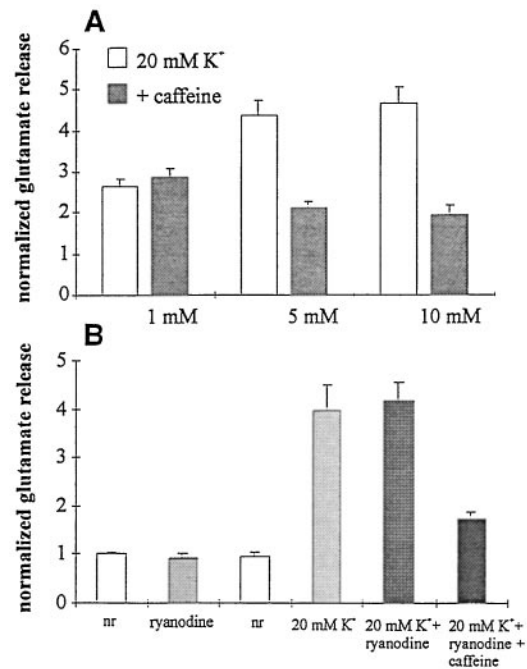 A
normalized glutamate release
6
5
4
3
2
1
0
20 mM K⁺
+ caffeine
1 mM
5 mM
10 mM
B
normalized glutamate release
5
4
3
2
1
0
nr
ryanodine
nr
20 mM K⁺
20 mM K⁺+
ryanodine
20 mM K⁺+
ryanodine +
caffeine